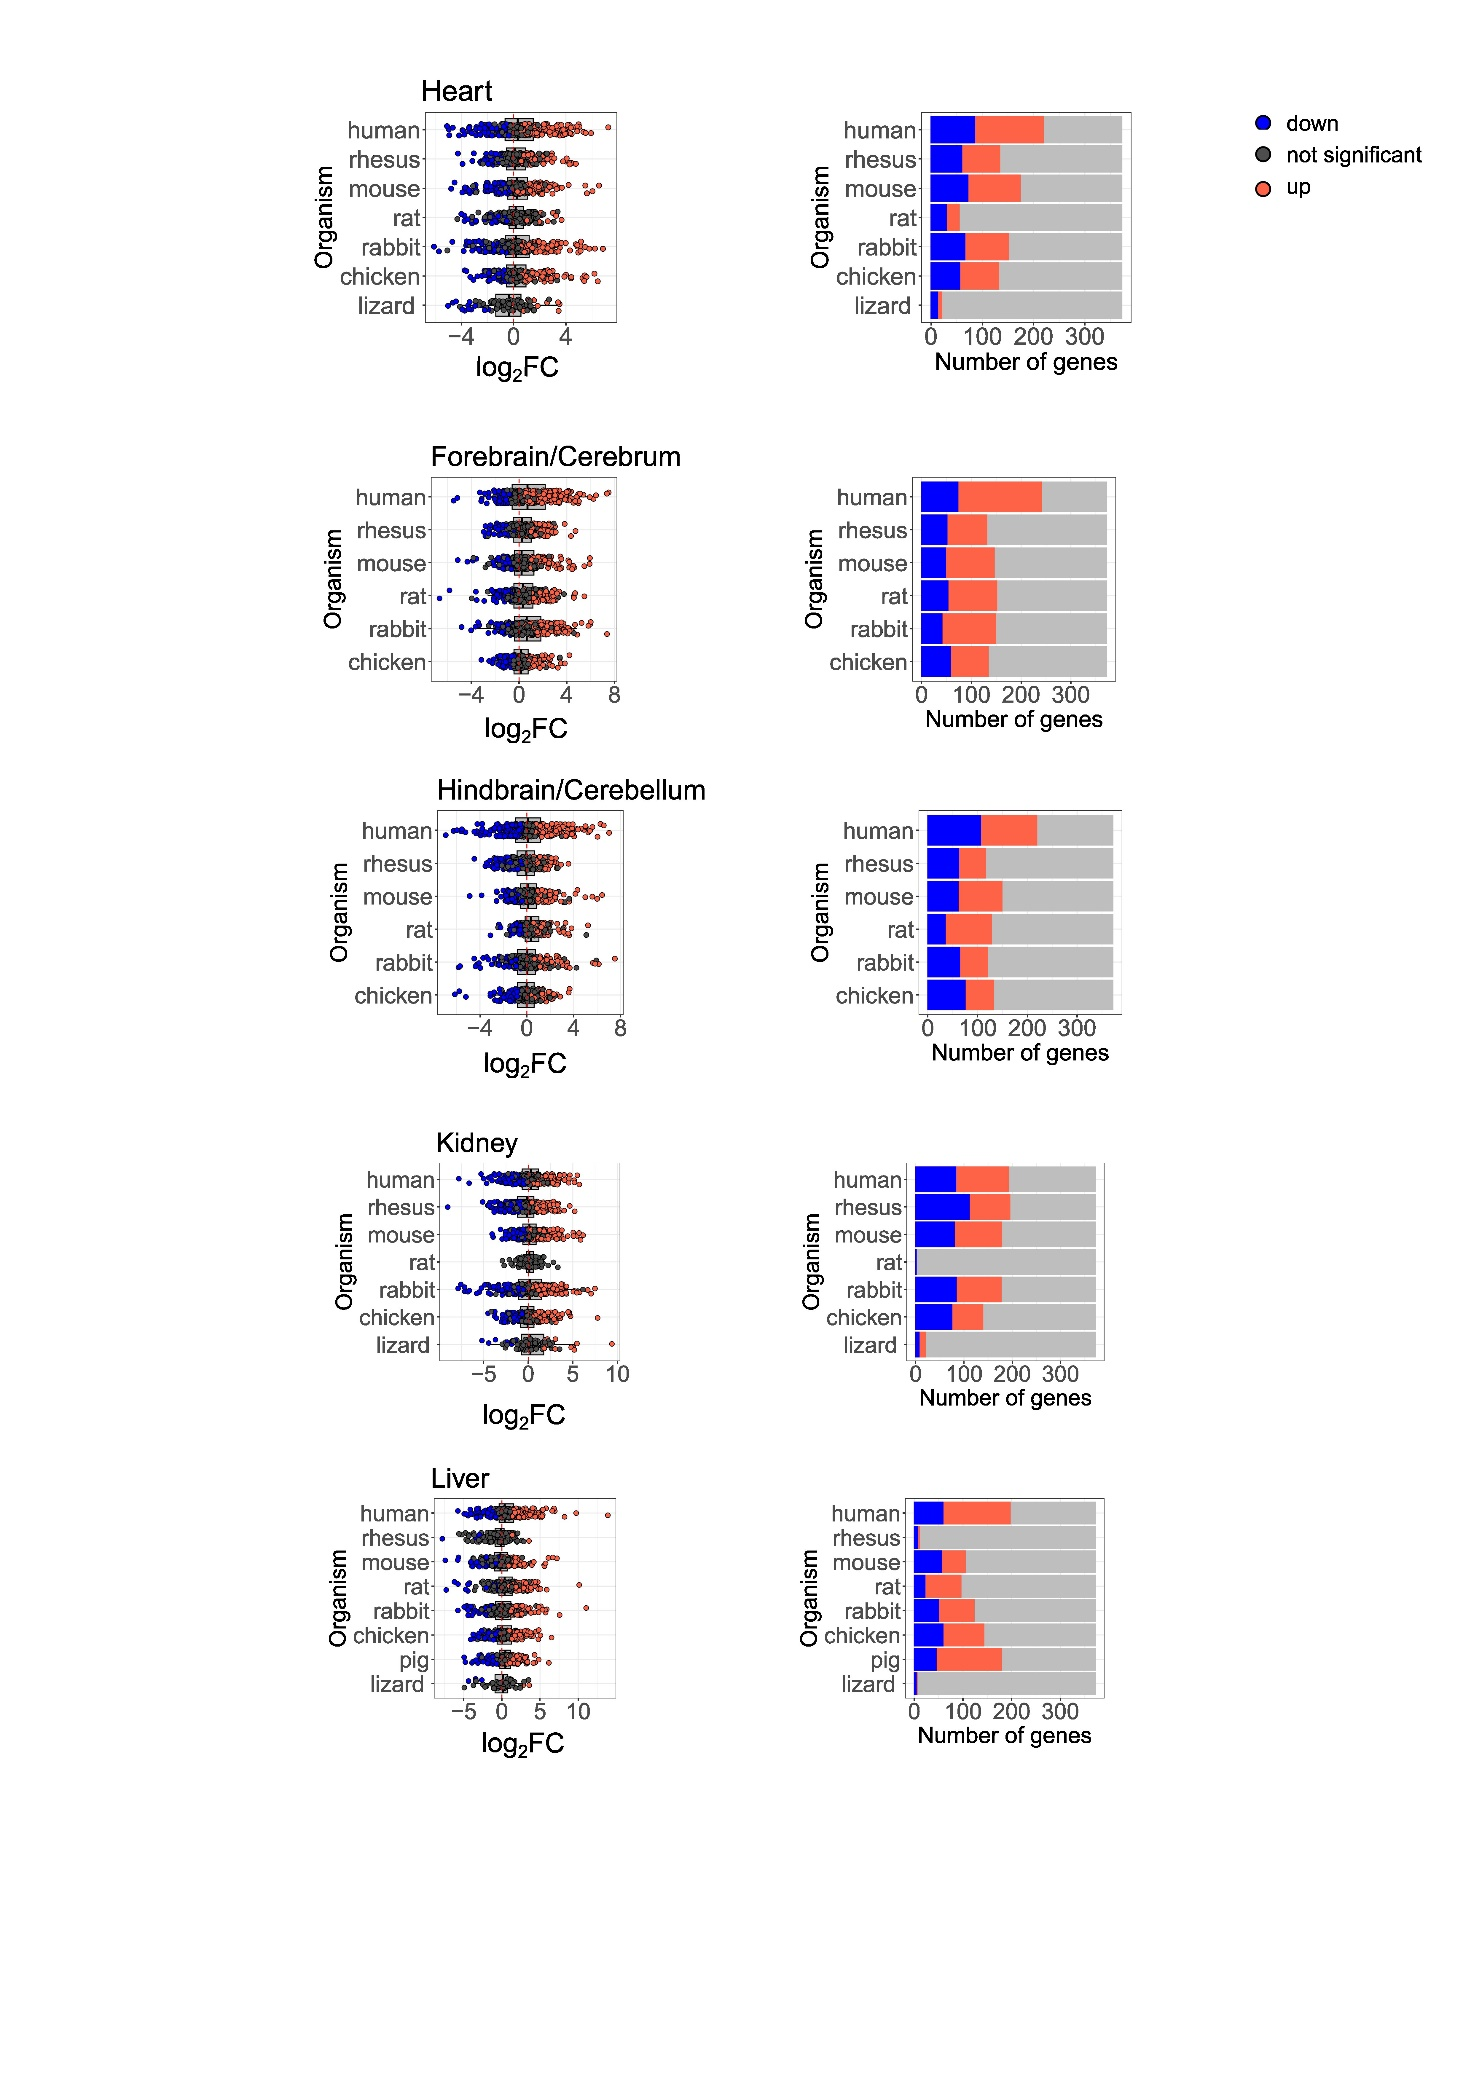 Heart
human
rhesus
mouse
rat
rabbit
chicken
lizard
Organism
−4 0 4
log₂FC
human
rhesus
mouse
rat
rabbit
chicken
lizard
Organism
0 100 200 300
Number of genes
down
not significant
up
Forebrain/Cerebrum
human
rhesus
mouse
rat
rabbit
chicken
Organism
−4 0 4 8
log₂FC
human
rhesus
mouse
rat
rabbit
chicken
Organism
0 100 200 300
Number of genes
Hindbrain/Cerebellum
human
rhesus
mouse
rat
rabbit
chicken
Organism
−4 0 4 8
log₂FC
human
rhesus
mouse
rat
rabbit
chicken
Organism
0 100 200 300
Number of genes
Kidney
human
rhesus
mouse
rat
rabbit
chicken
lizard
Organism
−5 0 5 10
log₂FC
human
rhesus
mouse
rat
rabbit
chicken
lizard
Organism
0 100 200 300
Number of genes
Liver
human
rhesus
mouse
rat
rabbit
chicken
pig
lizard
Organism
−5 0 5 10
log₂FC
human
rhesus
mouse
rat
rabbit
chicken
pig
lizard
Organism
0 100 200 300
Number of genes